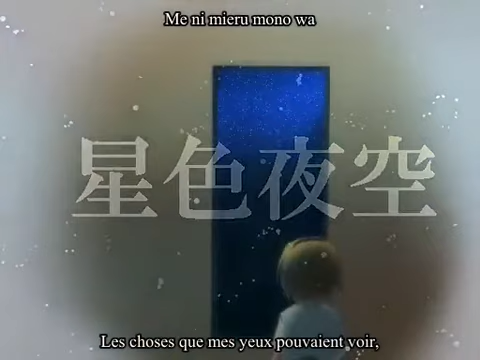 Me ni mieru mono wa
星色夜空
Les choses que mes yeux pouvaient voir,